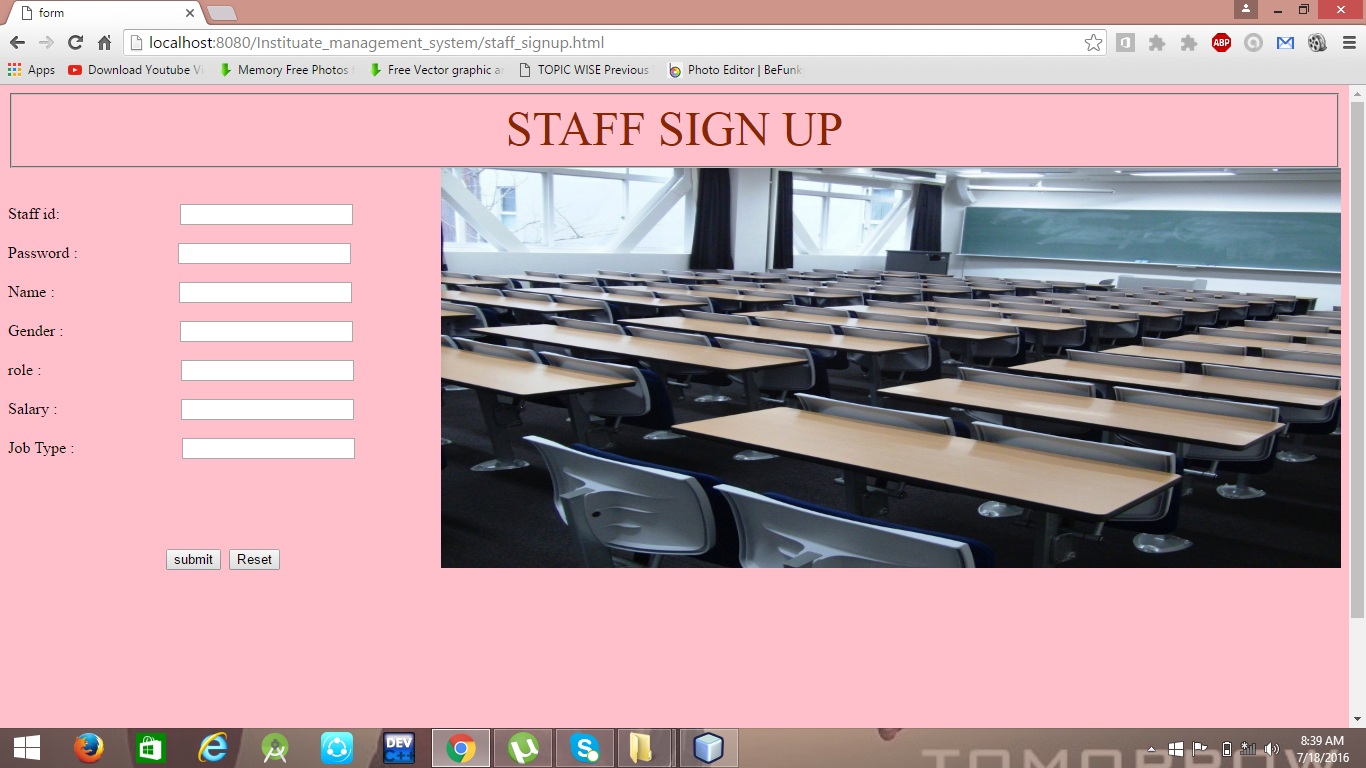 form
localhost:8080/Instituate_management_system/staff_signup.html
ABP
Apps Download Youtube Vi Memory Free Photos Free Vector graphic a TOPIC WISE Previous Photo Editor | BeFunk
STAFF SIGN UP
Staff id:
Password :
Name :
Gender :
role :
Salary :
Job Type :
submit Reset
DEV C++
TOMORROW
8:39 AM
7/18/2016